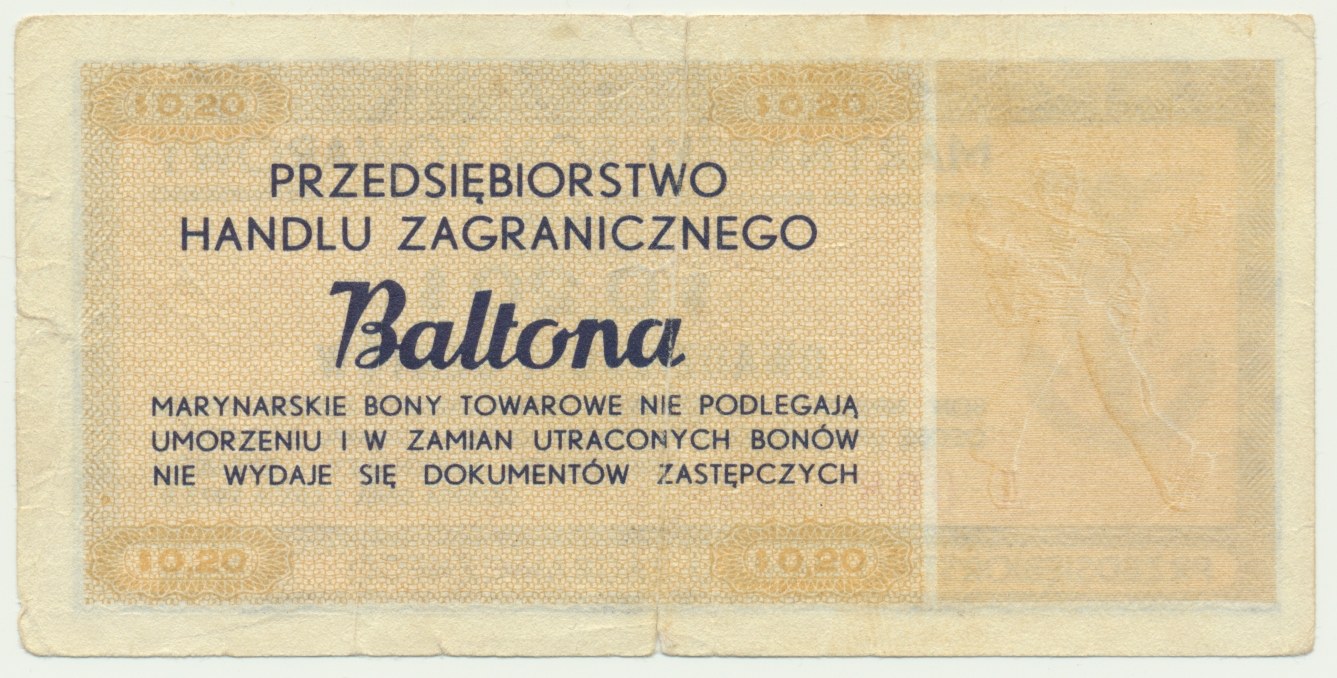 $ 0,20 $ 0,20
PRZEDSIĘBIORSTWO
HANDLU ZAGRANICZNEGO
Baltona
MARYNARSKIE BONY TOWAROWE NIE PODLEGAJĄ
UMORZENIU I W ZAMIAN UTRACONYCH BONÓW
NIE WYDAJE SIĘ DOKUMENTÓW ZASTĘPCZYCH
$ 0,20 $ 0,20